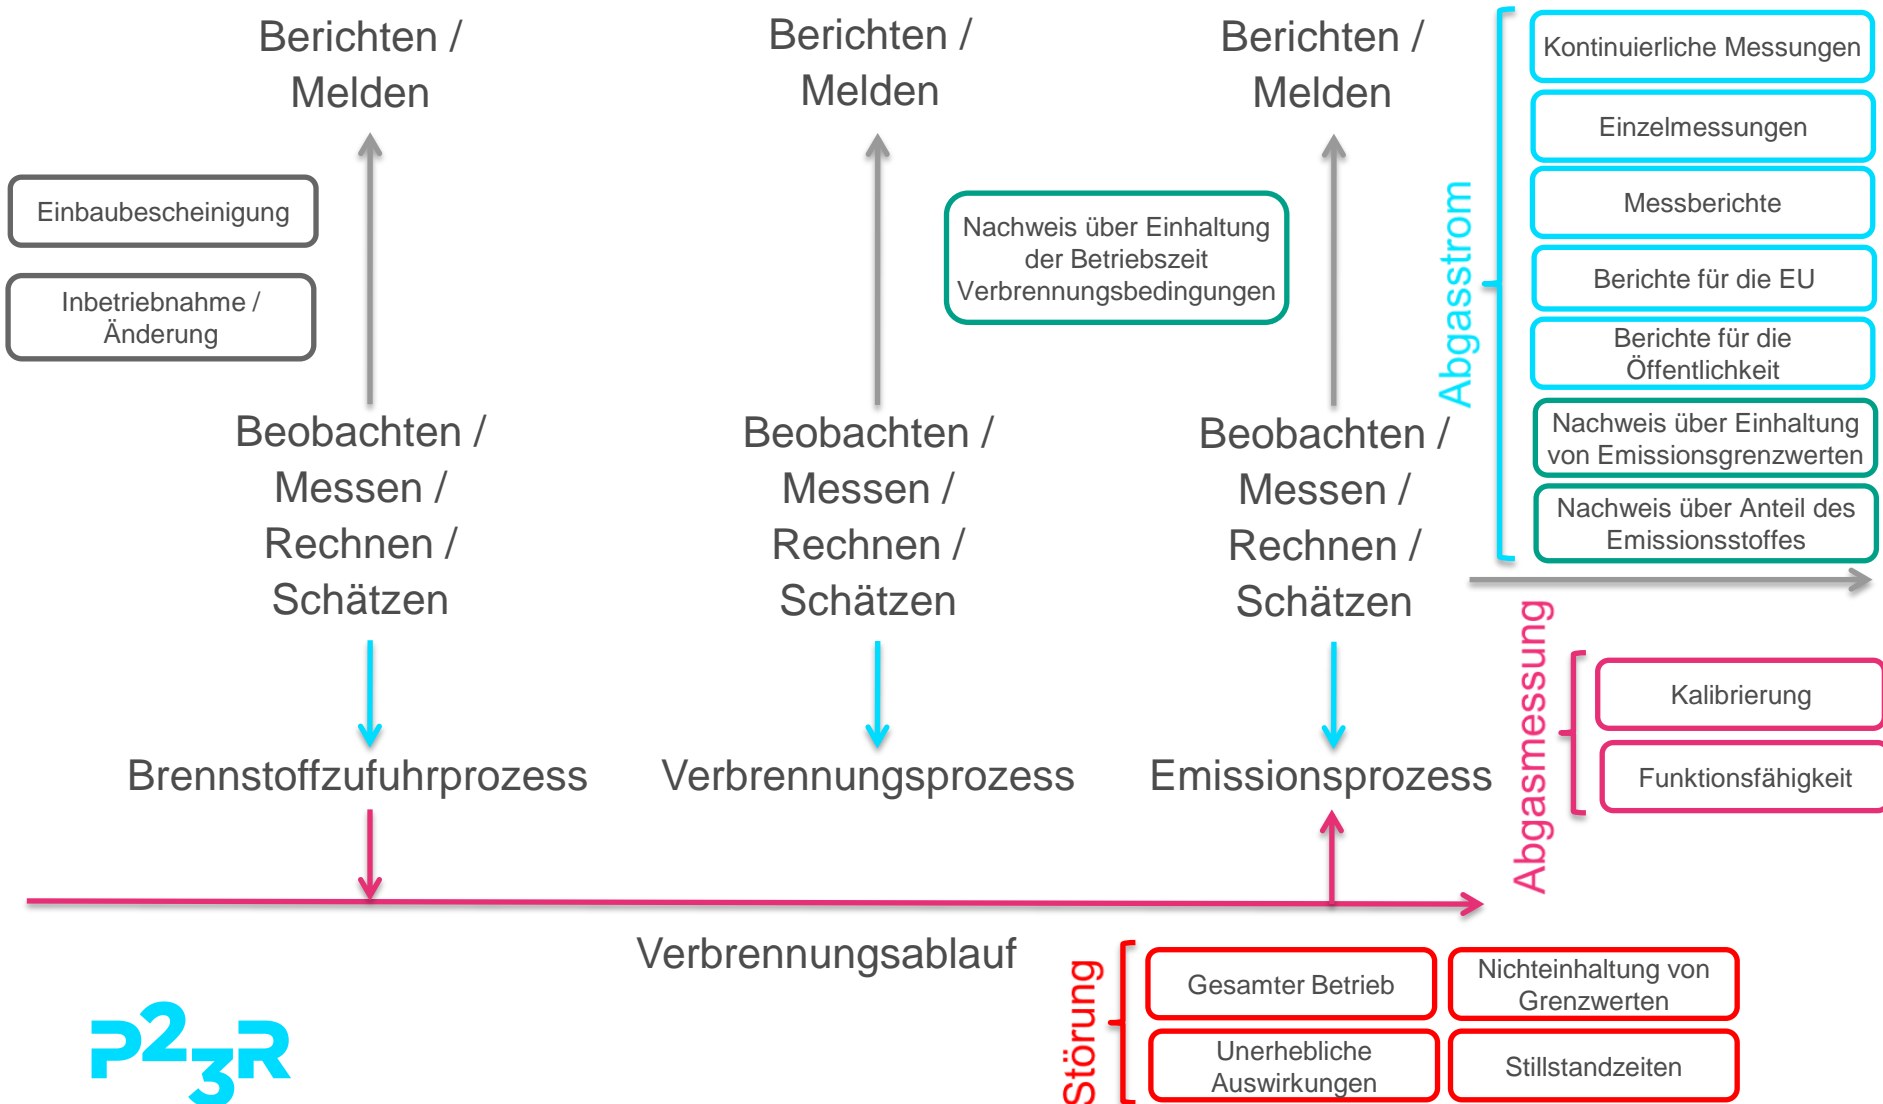 Berichten /
Melden
Berichten /
Melden
Berichten /
Melden
Einbaubescheinigung
Inbetriebnahme /
Änderung
Nachweis über Einhaltung
der Betriebszeit
Verbrennungsbedingungen
Beobachten /
Messen /
Rechnen /
Schätzen
Beobachten /
Messen /
Rechnen /
Schätzen
Beobachten /
Messen /
Rechnen /
Schätzen
Brennstoffzufuhrprozess
Verbrennungsprozess
Emissionsprozess
Verbrennungsablauf
Abgasstrom
Kontinuierliche Messungen
Einzelmessungen
Messberichte
Berichte für die EU
Berichte für die
Öffentlichkeit
Nachweis über Einhaltung
von Emissionsgrenzwerten
Nachweis über Anteil des
Emissionsstoffes
Abgasmessung
Kalibrierung
Funktionsfähigkeit
Störung
Gesamter Betrieb
Nichteinhaltung von
Grenzwerten
Unerhebliche
Auswirkungen
Stillstandzeiten
P23R